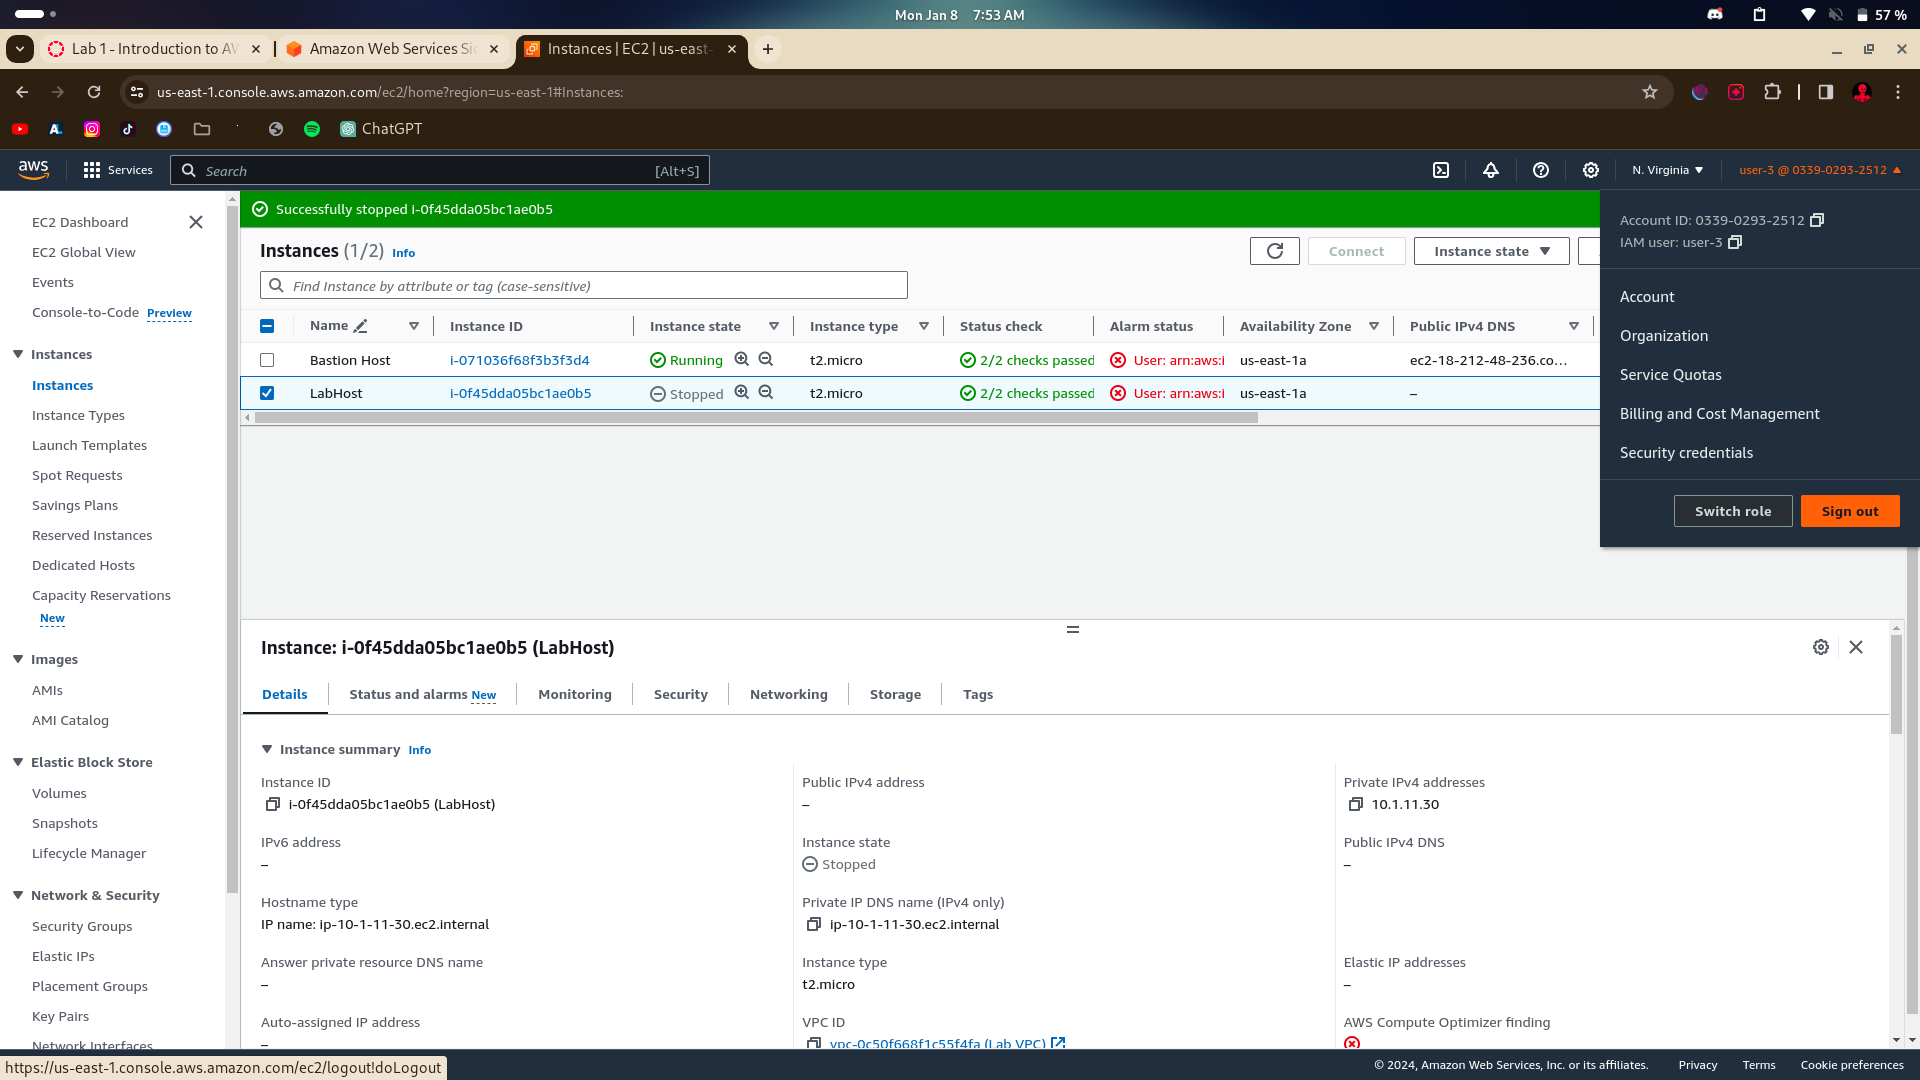 Mon Jan 8 7:53 AM
57 %
Lab 1 - Introduction to AW
Amazon Web Services Sig
Instances | EC2 | us-east-
us-east-1.console.aws.amazon.com/ec2/home?region=us-east-1#Instances:
ChatGPT
aws
Services
Search
[Alt+S]
N. Virginia
user-3 @ 0339-0293-2512
Account ID: 0339-0293-2512
IAM user: user-3
Account
Organization
Service Quotas
Billing and Cost Management
Security credentials
Switch role
Sign out
EC2 Dashboard
EC2 Global View
Events
Console-to-Code Preview
Instances
Instances
Instance Types
Launch Templates
Spot Requests
Savings Plans
Reserved Instances
Dedicated Hosts
Capacity Reservations
New
Images
AMIs
AMI Catalog
Elastic Block Store
Volumes
Snapshots
Lifecycle Manager
Network & Security
Security Groups
Elastic IPs
Placement Groups
Key Pairs
Network Interfaces
Successfully stopped i-0f45dda05bc1ae0b5
Instances (1/2) Info
Connect
Instance state
Find Instance by attribute or tag (case-sensitive)
Name Instance ID Instance state Instance type Status check Alarm status Availability Zone Public IPv4 DNS
Bastion Host i-071036f68f3b3f3d4 Running t2.micro 2/2 checks passed User: arn:aws:i us-east-1a ec2-18-212-48-236.co...
LabHost i-0f45dda05bc1ae0b5 Stopped t2.micro 2/2 checks passed User: arn:aws:i us-east-1a –
Instance: i-0f45dda05bc1ae0b5 (LabHost)
Details Status and alarms New Monitoring Security Networking Storage Tags
Instance summary Info
Instance ID
i-0f45dda05bc1ae0b5 (LabHost)
Public IPv4 address
–
Private IPv4 addresses
10.1.11.30
IPv6 address
–
Instance state
Stopped
Public IPv4 DNS
–
Hostname type
IP name: ip-10-1-11-30.ec2.internal
Private IP DNS name (IPv4 only)
ip-10-1-11-30.ec2.internal
Answer private resource DNS name
–
Instance type
t2.micro
Elastic IP addresses
–
Auto-assigned IP address
–
VPC ID
vpc-0c50f668f1c55f4fa (Lab VPC)
AWS Compute Optimizer finding
https://us-east-1.console.aws.amazon.com/ec2/logout!doLogout
© 2024, Amazon Web Services, Inc. or its affiliates.
Privacy
Terms
Cookie preferences